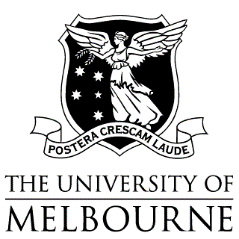 POSTERA CRESCAM LAUDE
THE UNIVERSITY OF
MELBOURNE